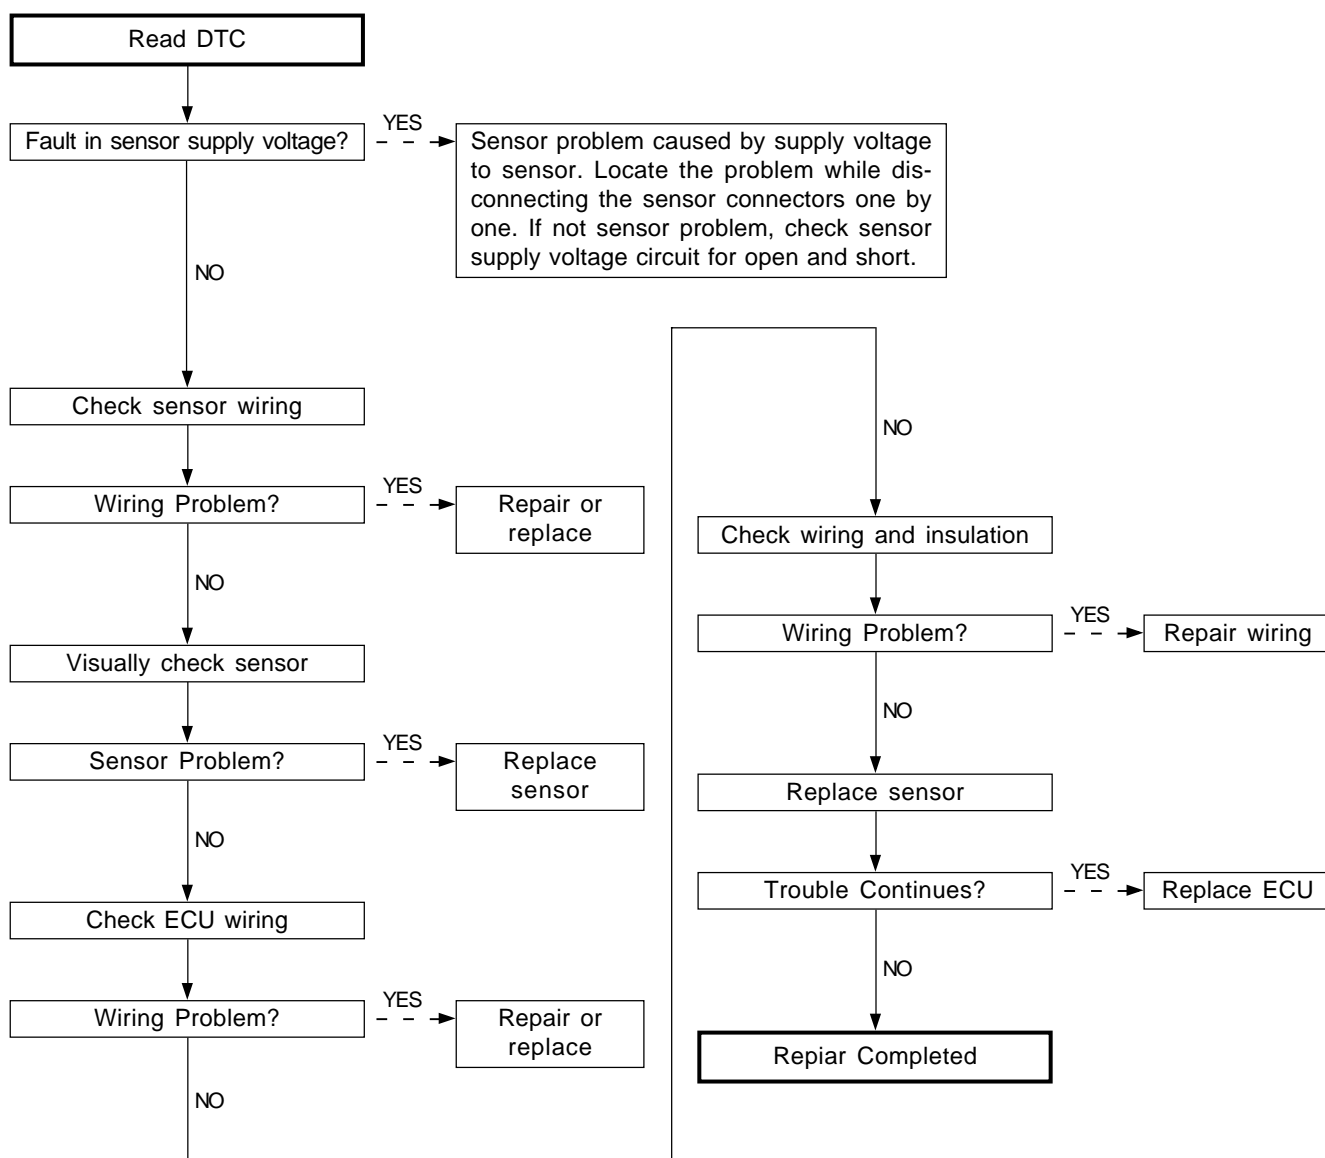 Read DTC
Fault in sensor supply voltage?
YES
Sensor problem caused by supply voltage
to sensor. Locate the problem while dis-
connecting the sensor connectors one by
one. If not sensor problem, check sensor
supply voltage circuit for open and short.
NO
Check sensor wiring
Wiring Problem?
YES
Repair or
replace
NO
Visually check sensor
Sensor Problem?
YES
Replace
sensor
NO
Check ECU wiring
Wiring Problem?
YES
Repair or
replace
NO
NO
Check wiring and insulation
Wiring Problem?
YES
Repair wiring
NO
Replace sensor
Trouble Continues?
YES
Replace ECU
NO
Repiar Completed